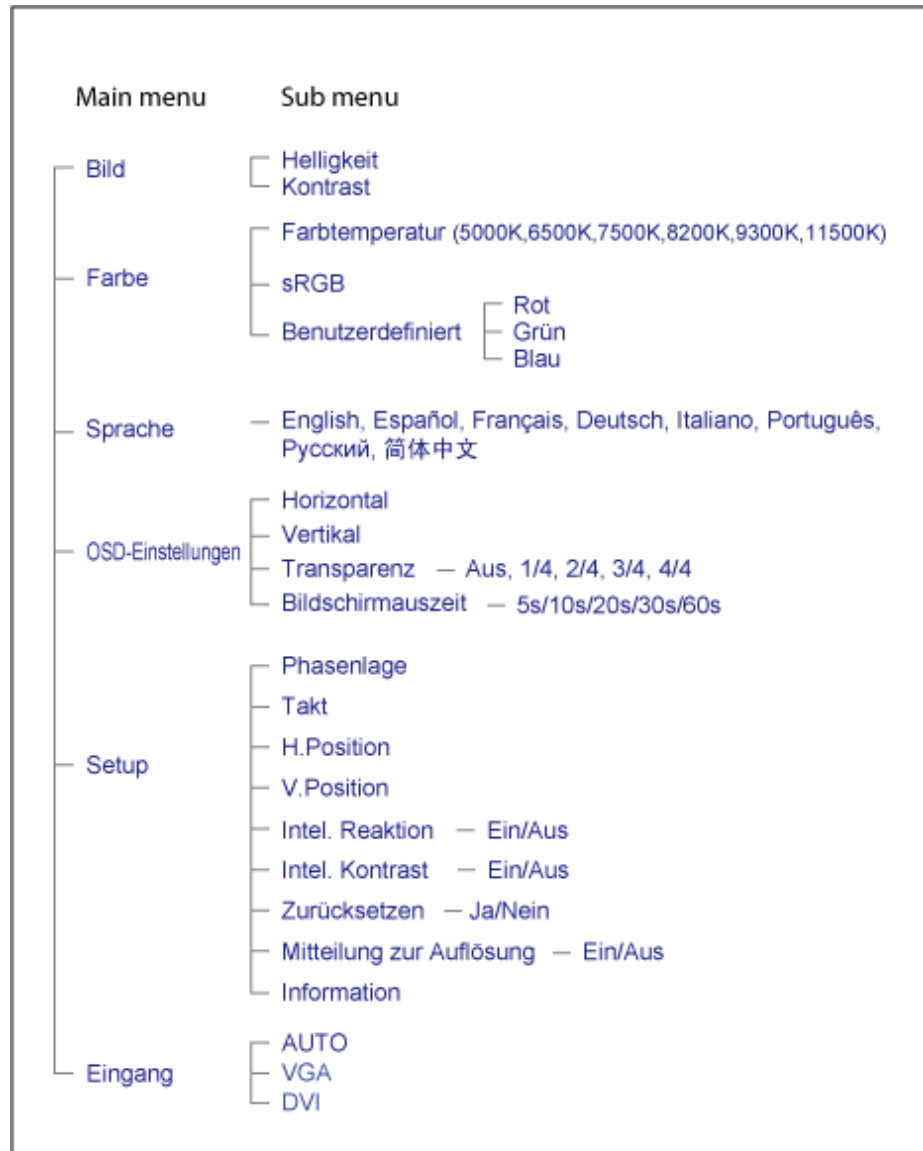 Main menu Sub menu
Bild
Helligkeit
Kontrast
Farbe
Farbtemperatur (5000K,6500K,7500K,8200K,9300K,11500K)
sRGB
Benutzerdefiniert
Rot
Grün
Blau
Sprache
English, Español, Français, Deutsch, Italiano, Português,
Русский, 简体中文
OSD-Einstellungen
Horizontal
Vertikal
Transparenz — Aus, 1/4, 2/4, 3/4, 4/4
Bildschirmauszeit — 5s/10s/20s/30s/60s
Setup
Phasenlage
Takt
H.Position
V.Position
Intel. Reaktion — Ein/Aus
Intel. Kontrast — Ein/Aus
Zurücksetzen — Ja/Nein
Mitteilung zur Auflösung — Ein/Aus
Information
Eingang
AUTO
VGA
DVI